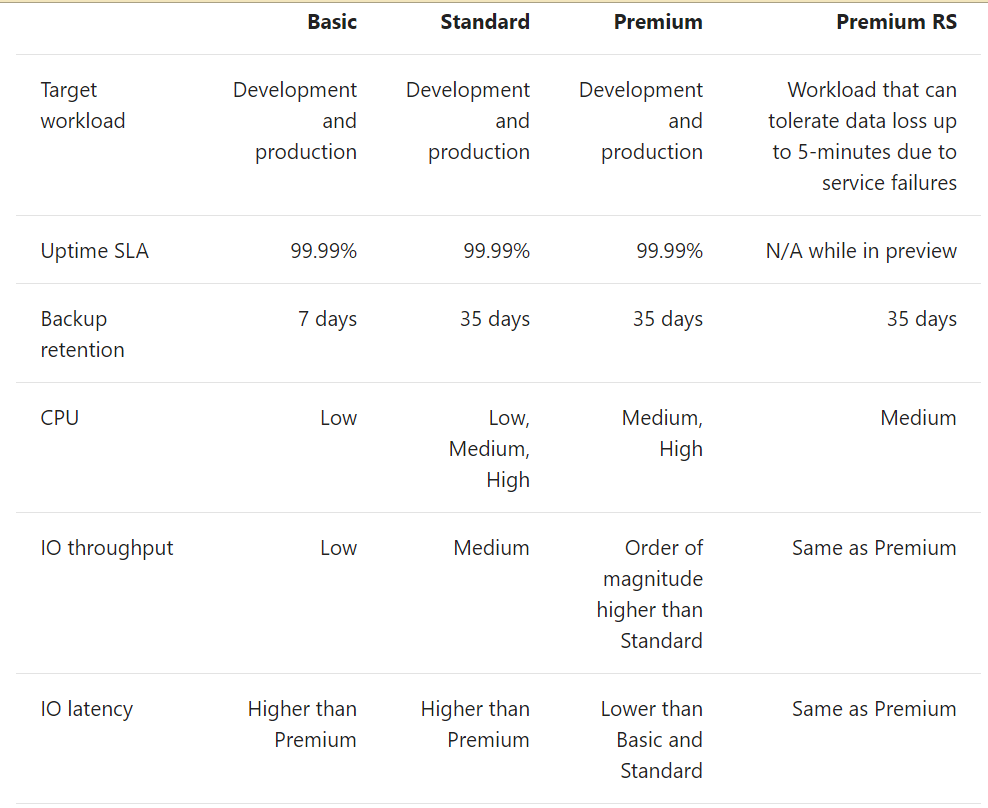 Basic Standard Premium Premium RS
Target workload Development and production Development and production Development and production Workload that can tolerate data loss up to 5-minutes due to service failures
Uptime SLA 99.99% 99.99% 99.99% N/A while in preview
Backup retention 7 days 35 days 35 days 35 days
CPU Low Low, Medium, High Medium, High Medium
IO throughput Low Medium Order of magnitude higher than Standard Same as Premium
IO latency Higher than Premium Higher than Premium Lower than Basic and Standard Same as Premium